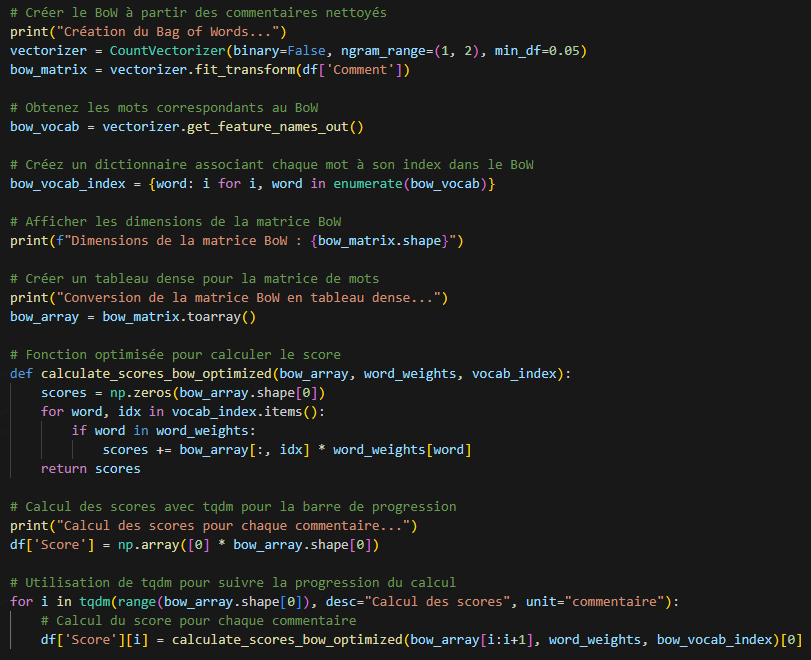 # Créer le BoW à partir des commentaires nettoyés
print("Création du Bag of Words...")
vectorizer = CountVectorizer(binary=False, ngram_range=(1, 2), min_df=0.05)
bow_matrix = vectorizer.fit_transform(df['Comment'])

# Obtenez les mots correspondants au BoW
bow_vocab = vectorizer.get_feature_names_out()

# Créez un dictionnaire associant chaque mot à son index dans le BoW
bow_vocab_index = {word: i for i, word in enumerate(bow_vocab)}

# Afficher les dimensions de la matrice BoW
print(f"Dimensions de la matrice BoW : {bow_matrix.shape}")

# Créer un tableau dense pour la matrice de mots
print("Conversion de la matrice BoW en tableau dense...")
bow_array = bow_matrix.toarray()

# Fonction optimisée pour calculer le score
def calculate_scores_bow_optimized(bow_array, word_weights, vocab_index):
    scores = np.zeros(bow_array.shape[0])
    for word, idx in vocab_index.items():
        if word in word_weights:
            scores += bow_array[:, idx] * word_weights[word]
    return scores

# Calcul des scores avec tqdm pour la barre de progression
print("Calcul des scores pour chaque commentaire...")
df['Score'] = np.array([0] * bow_array.shape[0])

# Utilisation de tqdm pour suivre la progression du calcul
for i in tqdm(range(bow_array.shape[0]), desc="Calcul des scores", unit="commentaire"):
    # Calcul du score pour chaque commentaire
    df['Score'][i] = calculate_scores_bow_optimized(bow_array[i:i+1], word_weights, bow_vocab_index)[0]